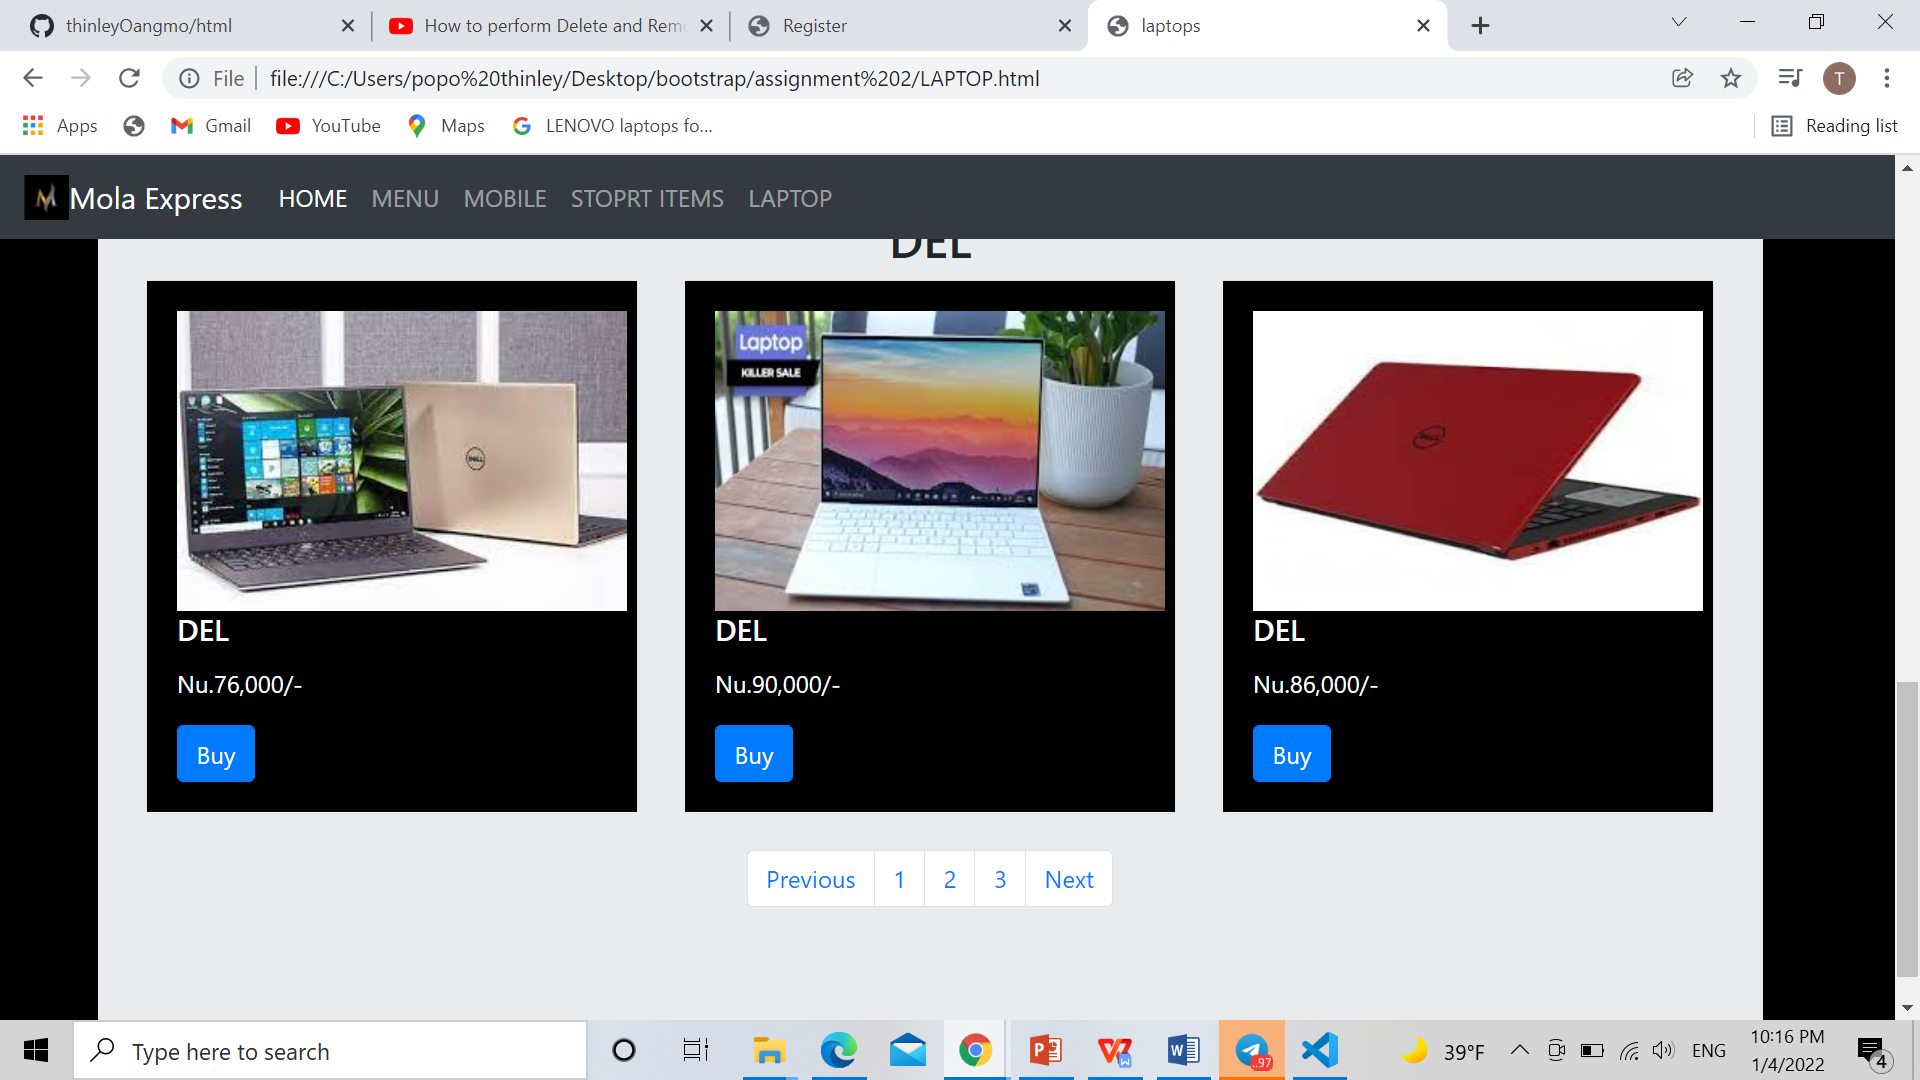 thinleyOangmo/html
How to perform Delete and Rem
Register
laptops
File
file:///C:/Users/popo%20thinley/Desktop/bootstrap/assignment%202/LAPTOP.html
T
Apps
Gmail
YouTube
Maps
LENOVO laptops fo...
Reading list
Mola Express
HOME
MENU
MOBILE
STOPRT ITEMS
LAPTOP
DEL
DELL
Laptop
KILLER SALE
DELL
DEL
DEL
DEL
Nu.76,000/-
Nu.90,000/-
Nu.86,000/-
Buy
Buy
Buy
Previous
1
2
3
Next
Type here to search
..97
39°F
ENG
10:16 PM
1/4/2022
4